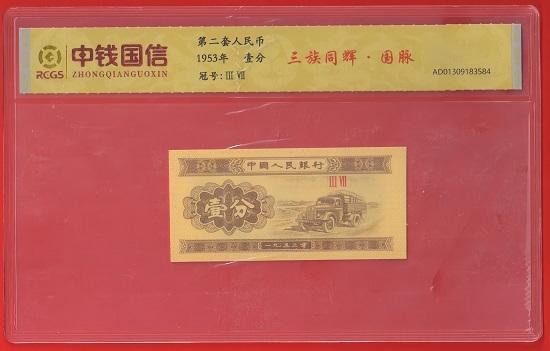 RCGS
中钱国信
ZHONGQIANGUOXIN
第二套人民币
1953年 壹分
冠号:III VII
三族同辉·国脉
AD01309183584
中國人民銀行
III VII
壹分
一九五三年